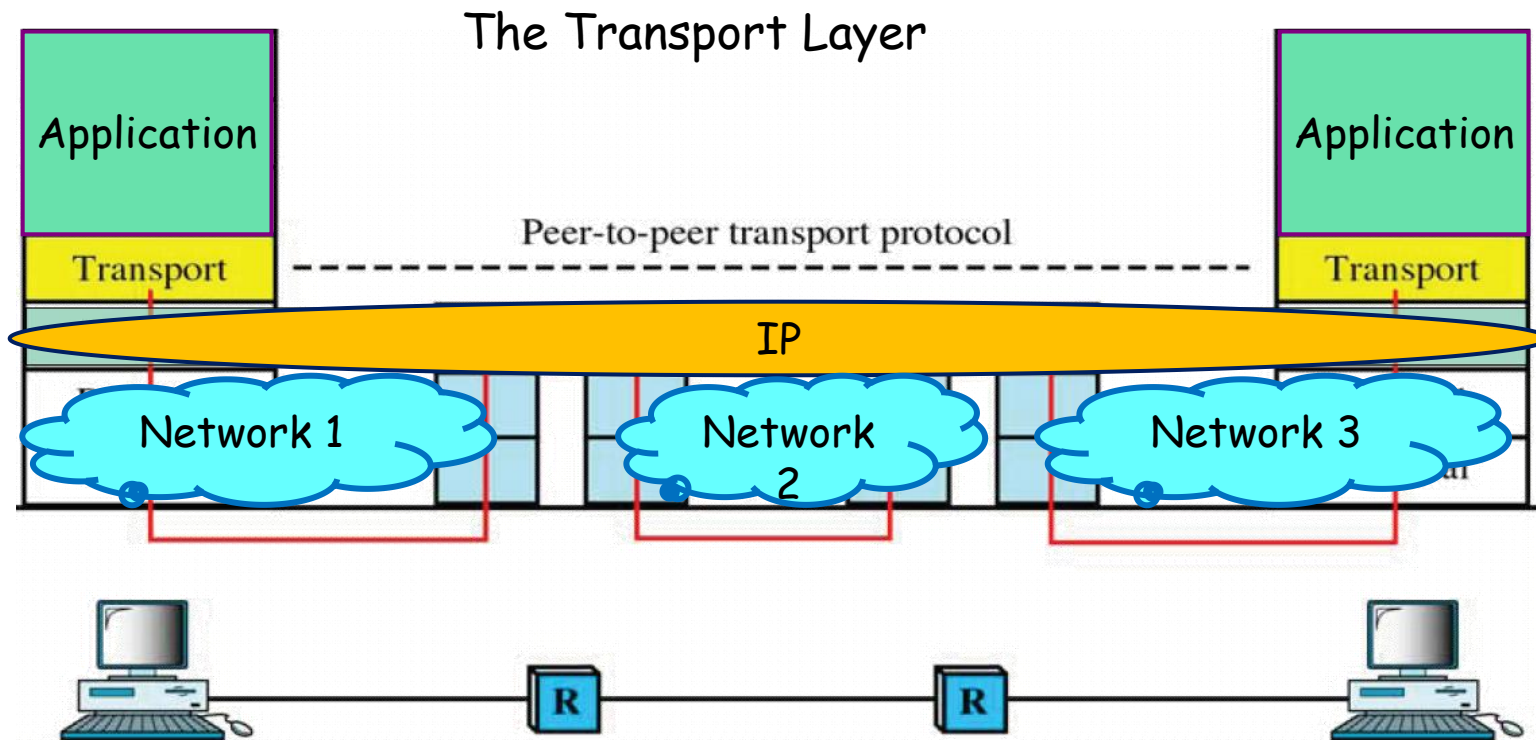 The Transport Layer
Application
Application
Peer-to-peer transport protocol
Transport
Transport
IP
Network 1
Network
2
Network 3
R
R